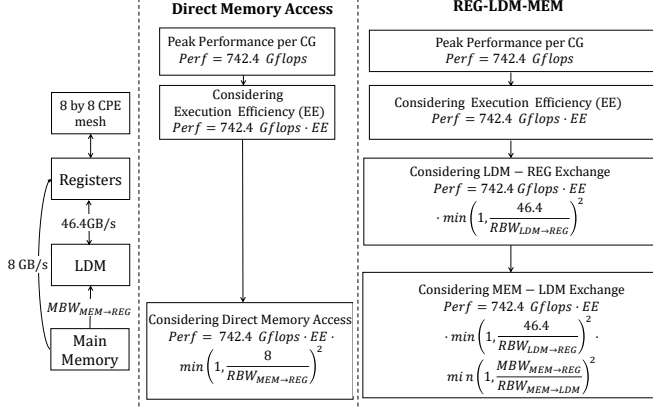 Direct Memory Access
REG-LDM-MEM
8 by 8 CPE
mesh
Registers
46.4GB/s
8 GB/s
LDM
MBW_{MEM→REG}
Main
Memory
Peak Performance per CG
Perf = 742.4 Gflops
Considering
Execution Efficiency (EE)
Perf = 742.4 Gflops · EE
Considering Direct Memory Access
Perf = 742.4 Gflops · EE ·
min(1, 8/RBW_{MEM→REG})^2
Peak Performance per CG
Perf = 742.4 Gflops
Considering Execution Efficiency (EE)
Perf = 742.4 Gflops · EE
Considering LDM − REG Exchange
Perf = 742.4 Gflops · EE
· min(1, 46.4/RBW_{LDM→REG})^2
Considering MEM − LDM Exchange
Perf = 742.4 Gflops · EE
· min(1, 46.4/RBW_{LDM→REG})^2 ·
min(1, MBW_{MEM→REG}/RBW_{MEM→LDM})^2